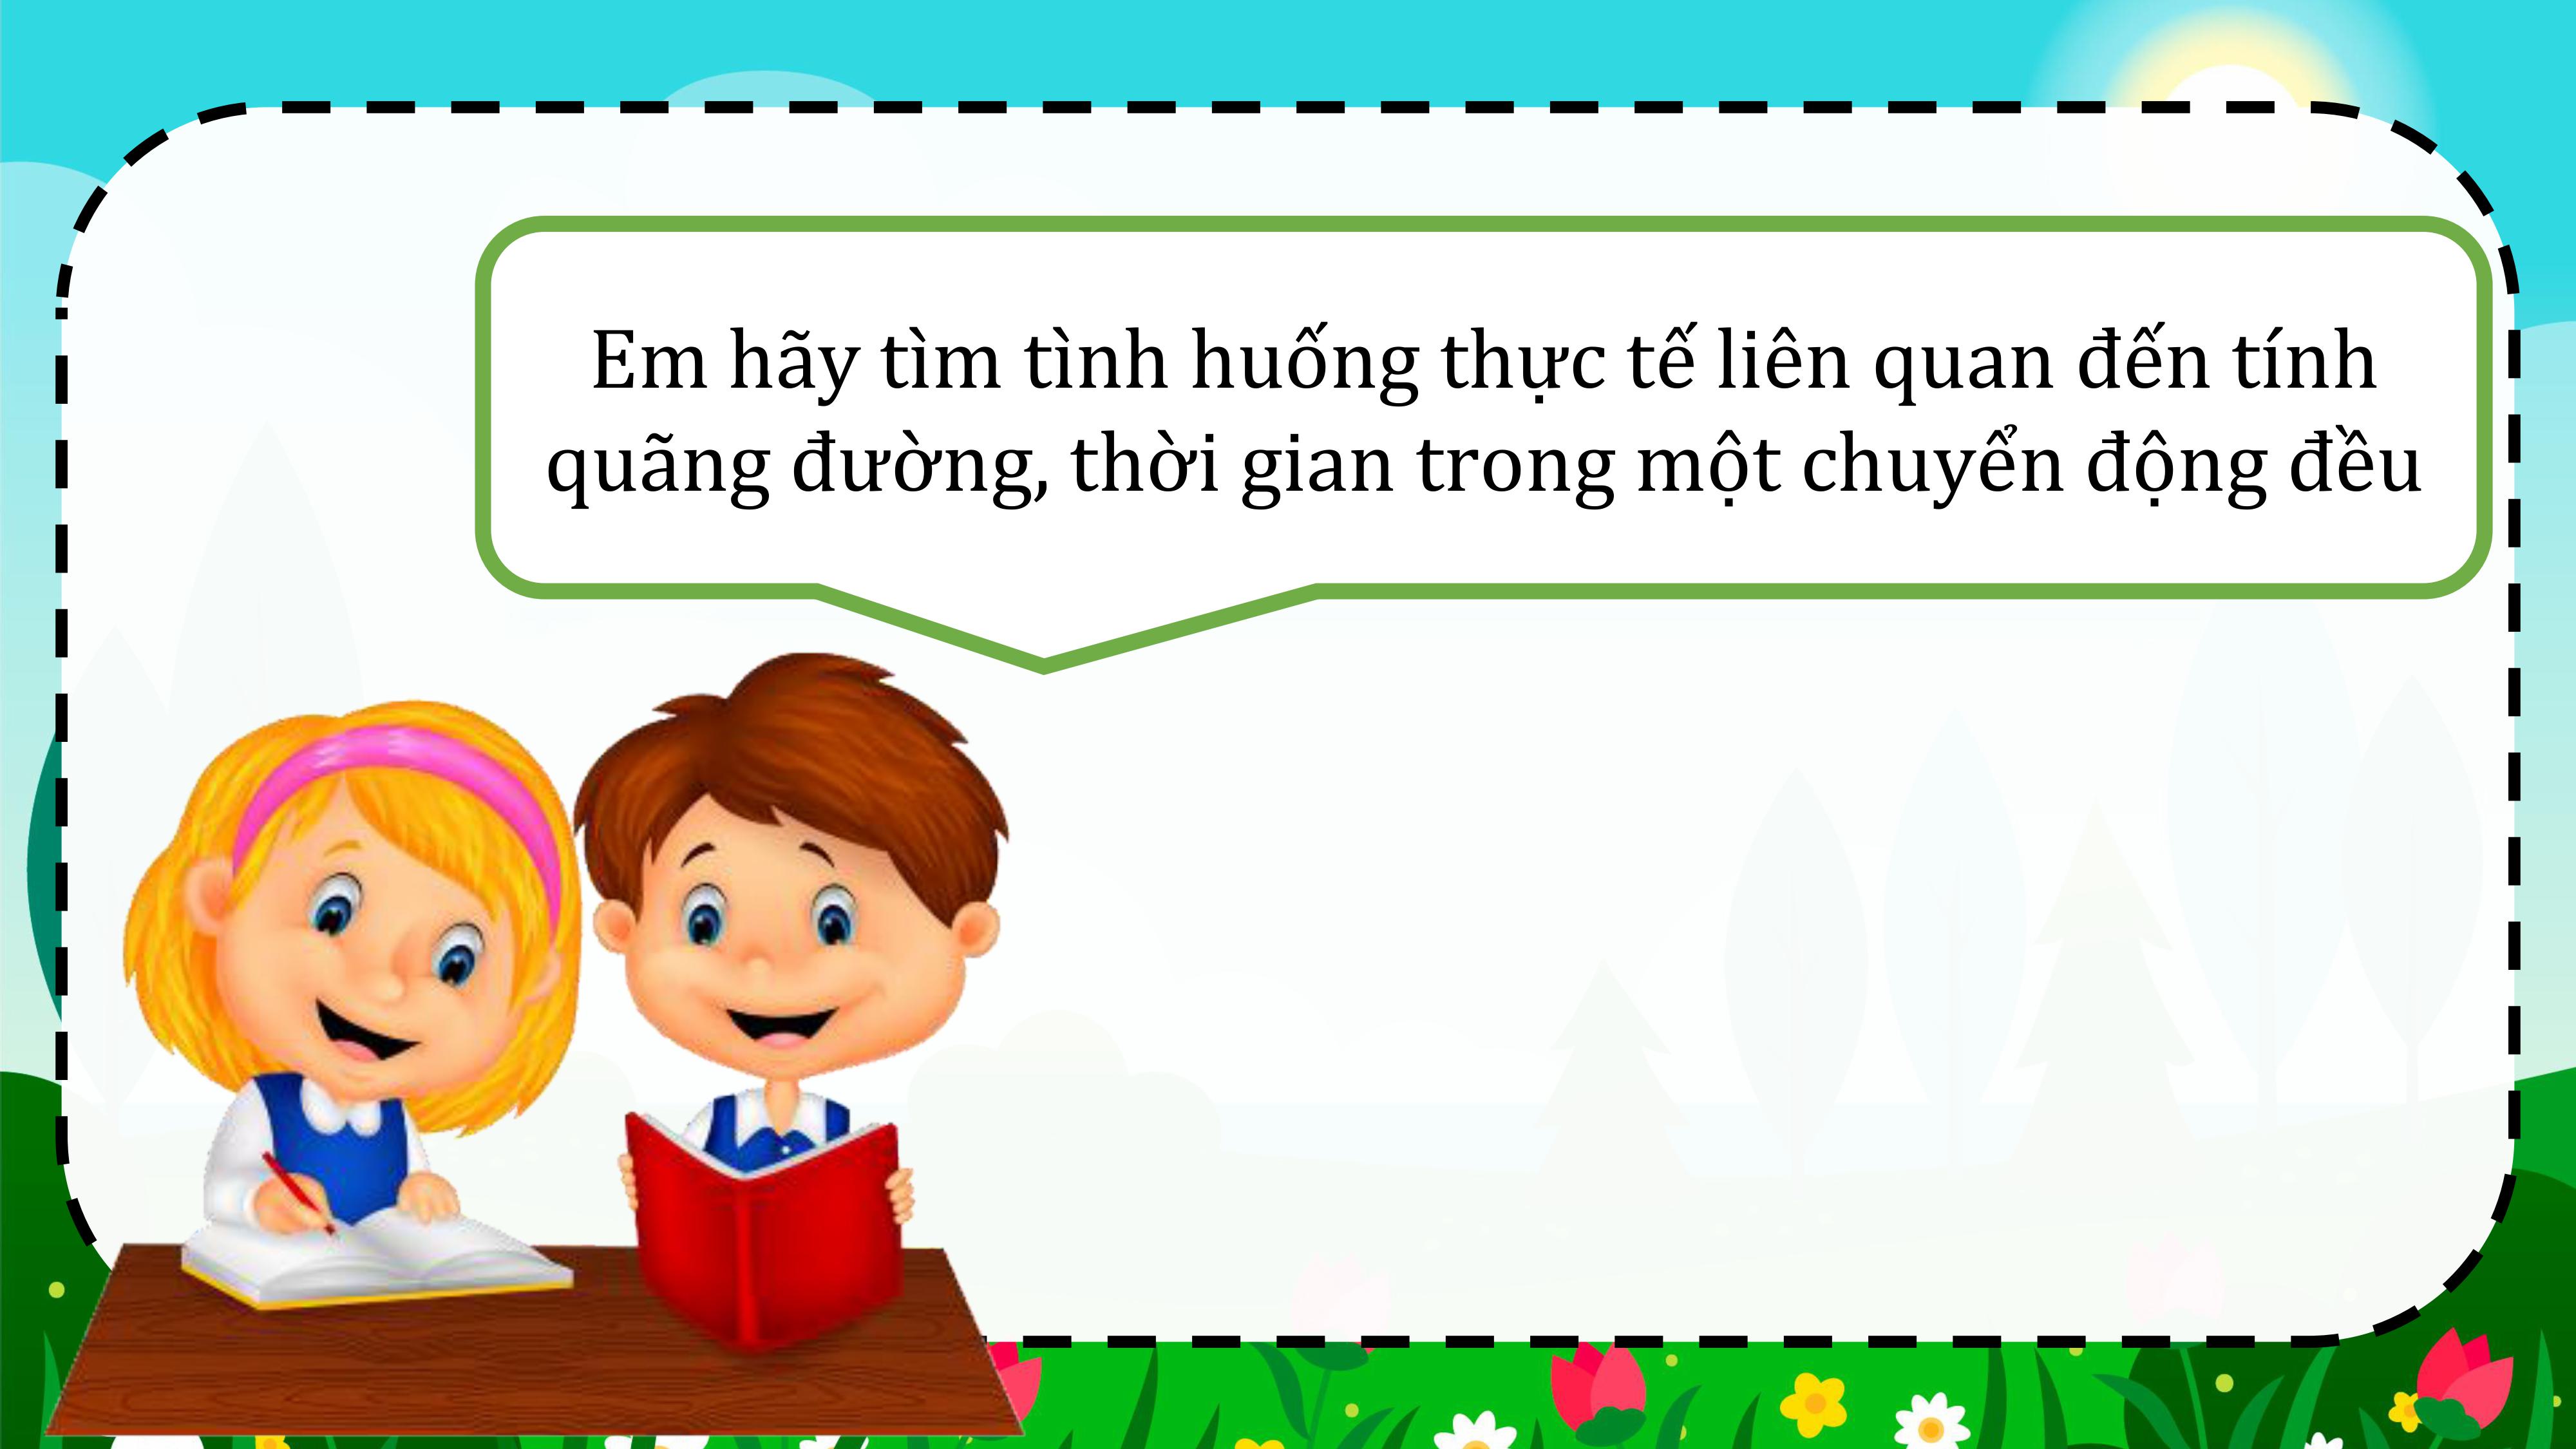 Em hãy tìm tình huống thực tế liên quan đến tính
quãng đường, thời gian trong một chuyển động đều